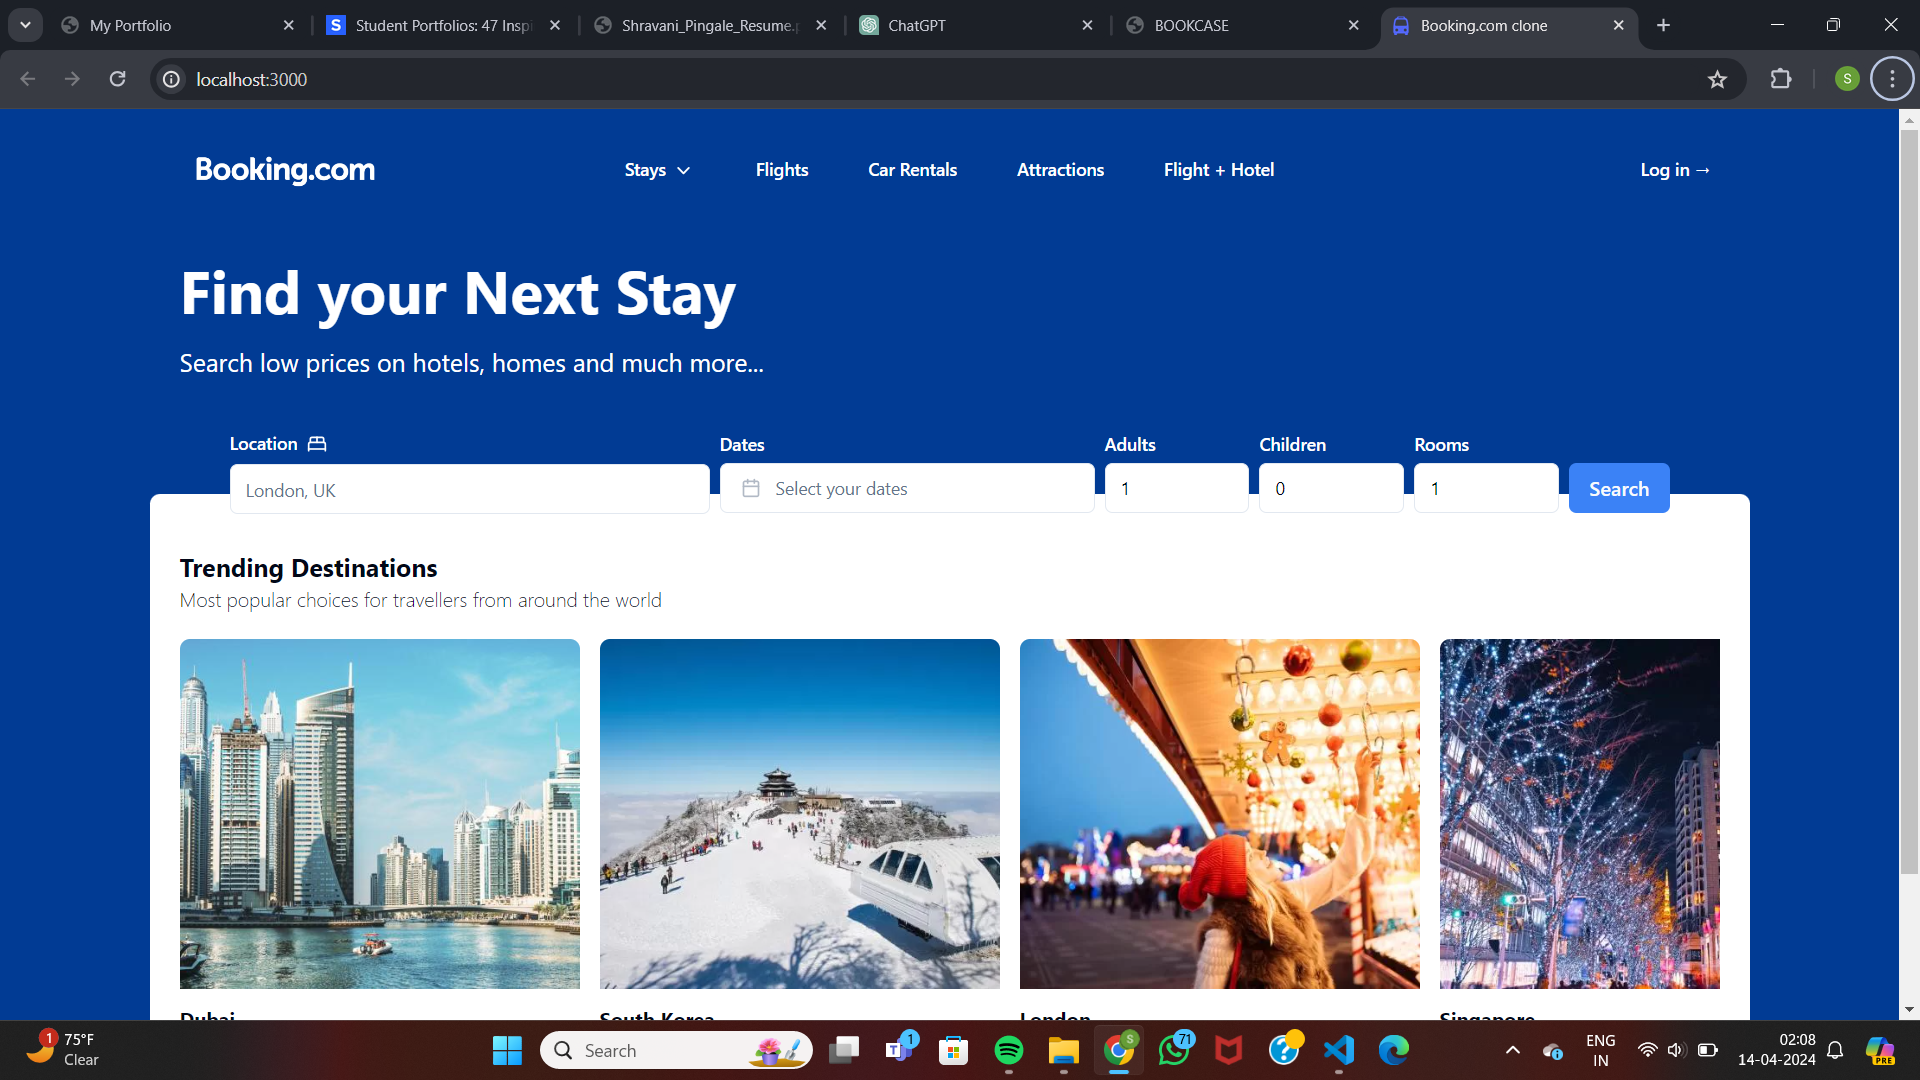 My Portfolio
Student Portfolios: 47 Inspi
Shravani_Pingale_Resume.p
ChatGPT
BOOKCASE
Booking.com clone
localhost:3000
S
Booking.com
Stays
Flights
Car Rentals
Attractions
Flight + Hotel
Log in →
Find your Next Stay
Search low prices on hotels, homes and much more...
Location
Dates
Adults
Children
Rooms
London, UK
Select your dates
1
0
1
Search
Trending Destinations
Most popular choices for travellers from around the world
Dubai
South Korea
London
Singapore
1
75°F
Clear
Search
1
S
71
ENG
IN
02:08
14-04-2024
PRE